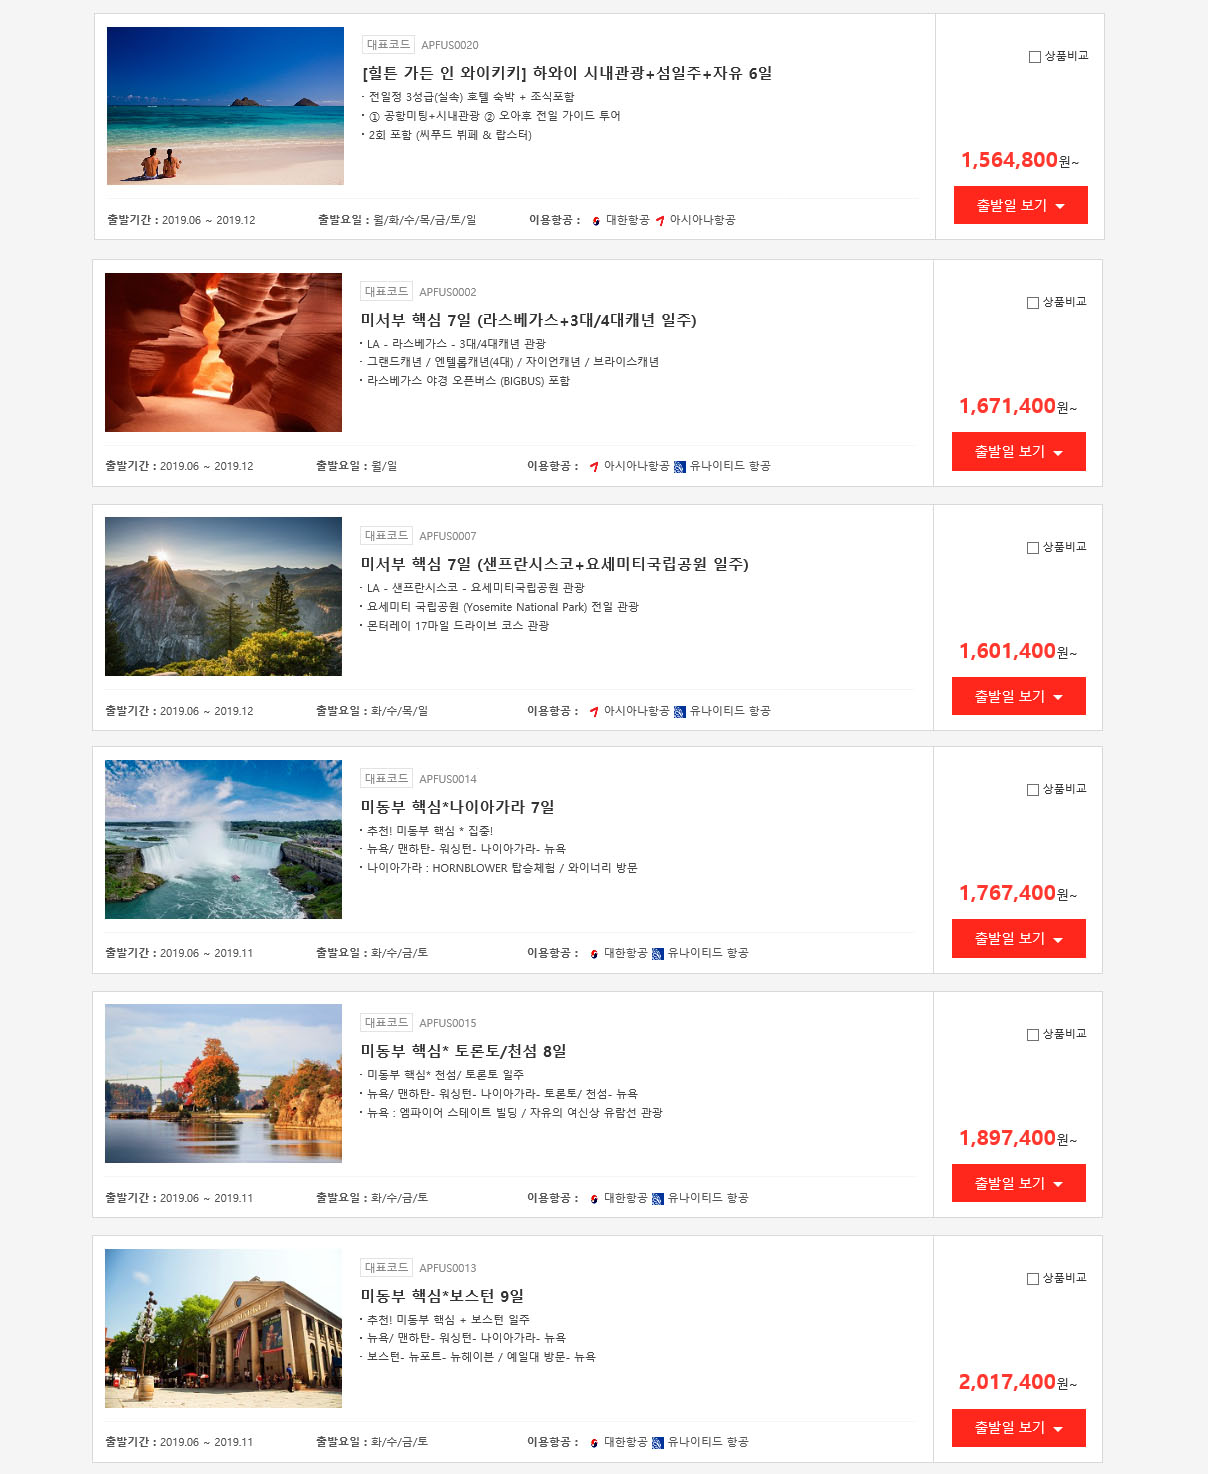 대표코드 APFUS0020
상품비교
[힐튼 가든 인 와이키키] 하와이 시내관광+섬일주+자유 6일
· 전일정 3성급(실속) 호텔 숙박 + 조식포함
· ① 공항미팅+시내관광 ② 오아후 전일 가이드 투어
· 2회 포함 (씨푸드 뷔페 & 랍스터)
1,564,800원~
출발일 보기
출발기간 : 2019.06 ~ 2019.12 출발요일 : 월/화/수/목/금/토/일 이용항공 : 대한항공 아시아나항공
대표코드 APFUS0002
상품비교
미서부 핵심 7일 (라스베가스+3대/4대캐년 일주)
· LA - 라스베가스 - 3대/4대캐년 관광
· 그랜드캐년 / 엔텔롭캐년(4대) / 자이언캐년 / 브라이스캐년
· 라스베가스 야경 오픈버스 (BIGBUS) 포함
1,671,400원~
출발일 보기
출발기간 : 2019.06 ~ 2019.12 출발요일 : 월/일 이용항공 : 아시아나항공 유나이티드 항공
대표코드 APFUS0007
상품비교
미서부 핵심 7일 (샌프란시스코+요세미티국립공원 일주)
· LA - 샌프란시스코 - 요세미티국립공원 관광
· 요세미티 국립공원 (Yosemite National Park) 전일 관광
· 몬터레이 17마일 드라이브 코스 관광
1,601,400원~
출발일 보기
출발기간 : 2019.06 ~ 2019.12 출발요일 : 화/수/목/일 이용항공 : 아시아나항공 유나이티드 항공
대표코드 APFUS0014
상품비교
미동부 핵심*나이아가라 7일
· 추천! 미동부 핵심 * 집중!
· 뉴욕/ 맨하탄- 워싱턴- 나이아가라- 뉴욕
· 나이아가라 : HORNBLOWER 탑승체험 / 와이너리 방문
1,767,400원~
출발일 보기
출발기간 : 2019.06 ~ 2019.11 출발요일 : 화/수/금/토 이용항공 : 대한항공 유나이티드 항공
대표코드 APFUS0015
상품비교
미동부 핵심* 토론토/천섬 8일
· 미동부 핵심* 천섬/ 토론토 일주
· 뉴욕/ 맨하탄- 워싱턴- 나이아가라- 토론토/ 천섬- 뉴욕
· 뉴욕 : 엠파이어 스테이트 빌딩 / 자유의 여신상 유람선 관광
1,897,400원~
출발일 보기
출발기간 : 2019.06 ~ 2019.11 출발요일 : 화/수/금/토 이용항공 : 대한항공 유나이티드 항공
대표코드 APFUS0013
상품비교
미동부 핵심*보스턴 9일
· 추천! 미동부 핵심 + 보스턴 일주
· 뉴욕/ 맨하탄- 워싱턴- 나이아가라- 뉴욕
· 보스턴- 뉴포트- 뉴헤이븐 / 예일대 방문- 뉴욕
2,017,400원~
출발일 보기
출발기간 : 2019.06 ~ 2019.11 출발요일 : 화/수/금/토 이용항공 : 대한항공 유나이티드 항공